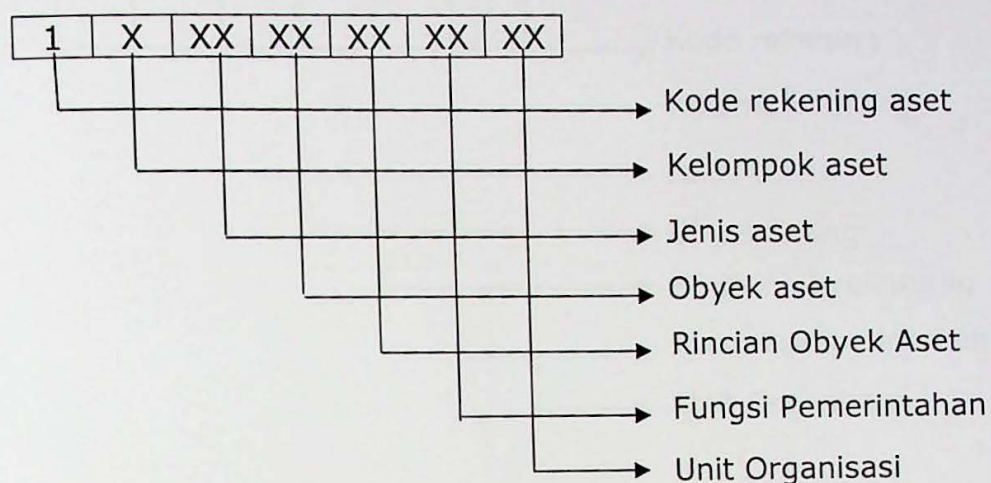 1 X XX XX XX XX XX
Kode rekening aset
Kelompok aset
Jenis aset
Obyek aset
Rincian Obyek Aset
Fungsi Pemerintahan
Unit Organisasi